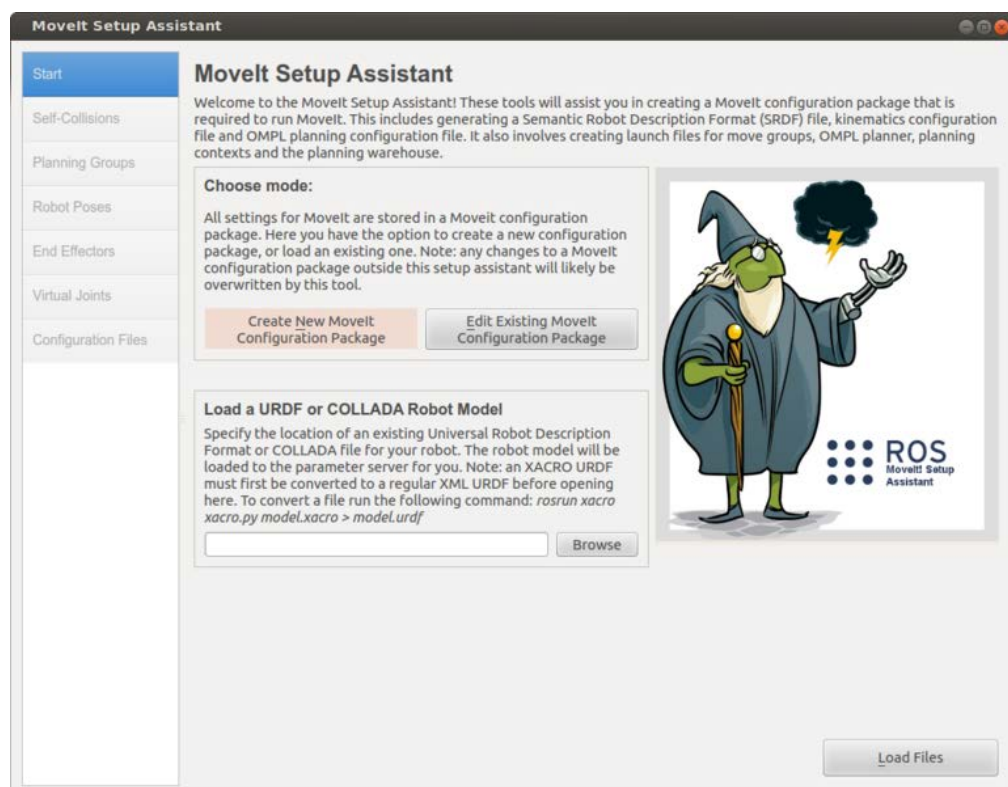 MoveIt Setup Assistant
Start
Self-Collisions
Planning Groups
Robot Poses
End Effectors
Virtual Joints
Configuration Files
MoveIt Setup Assistant
Welcome to the MoveIt Setup Assistant! These tools will assist you in creating a MoveIt configuration package that is
required to run MoveIt. This includes generating a Semantic Robot Description Format (SRDF) file, kinematics configuration
file and OMPL planning configuration file. It also involves creating launch files for move groups, OMPL planner, planning
contexts and the planning warehouse.
Choose mode:
All settings for MoveIt are stored in a Moveit configuration
package. Here you have the option to create a new configuration
package, or load an existing one. Note: any changes to a MoveIt
configuration package outside this setup assistant will likely be
overwritten by this tool.
Create New MoveIt
Configuration Package
Edit Existing MoveIt
Configuration Package
Load a URDF or COLLADA Robot Model
Specify the location of an existing Universal Robot Description
Format or COLLADA file for your robot. The robot model will be
loaded to the parameter server for you. Note: an XACRO URDF
must first be converted to a regular XML URDF before opening
here. To convert a file run the following command: rosrun xacro
xacro.py model.xacro > model.urdf
Browse
ROS
MoveIt! Setup
Assistant
Load Files